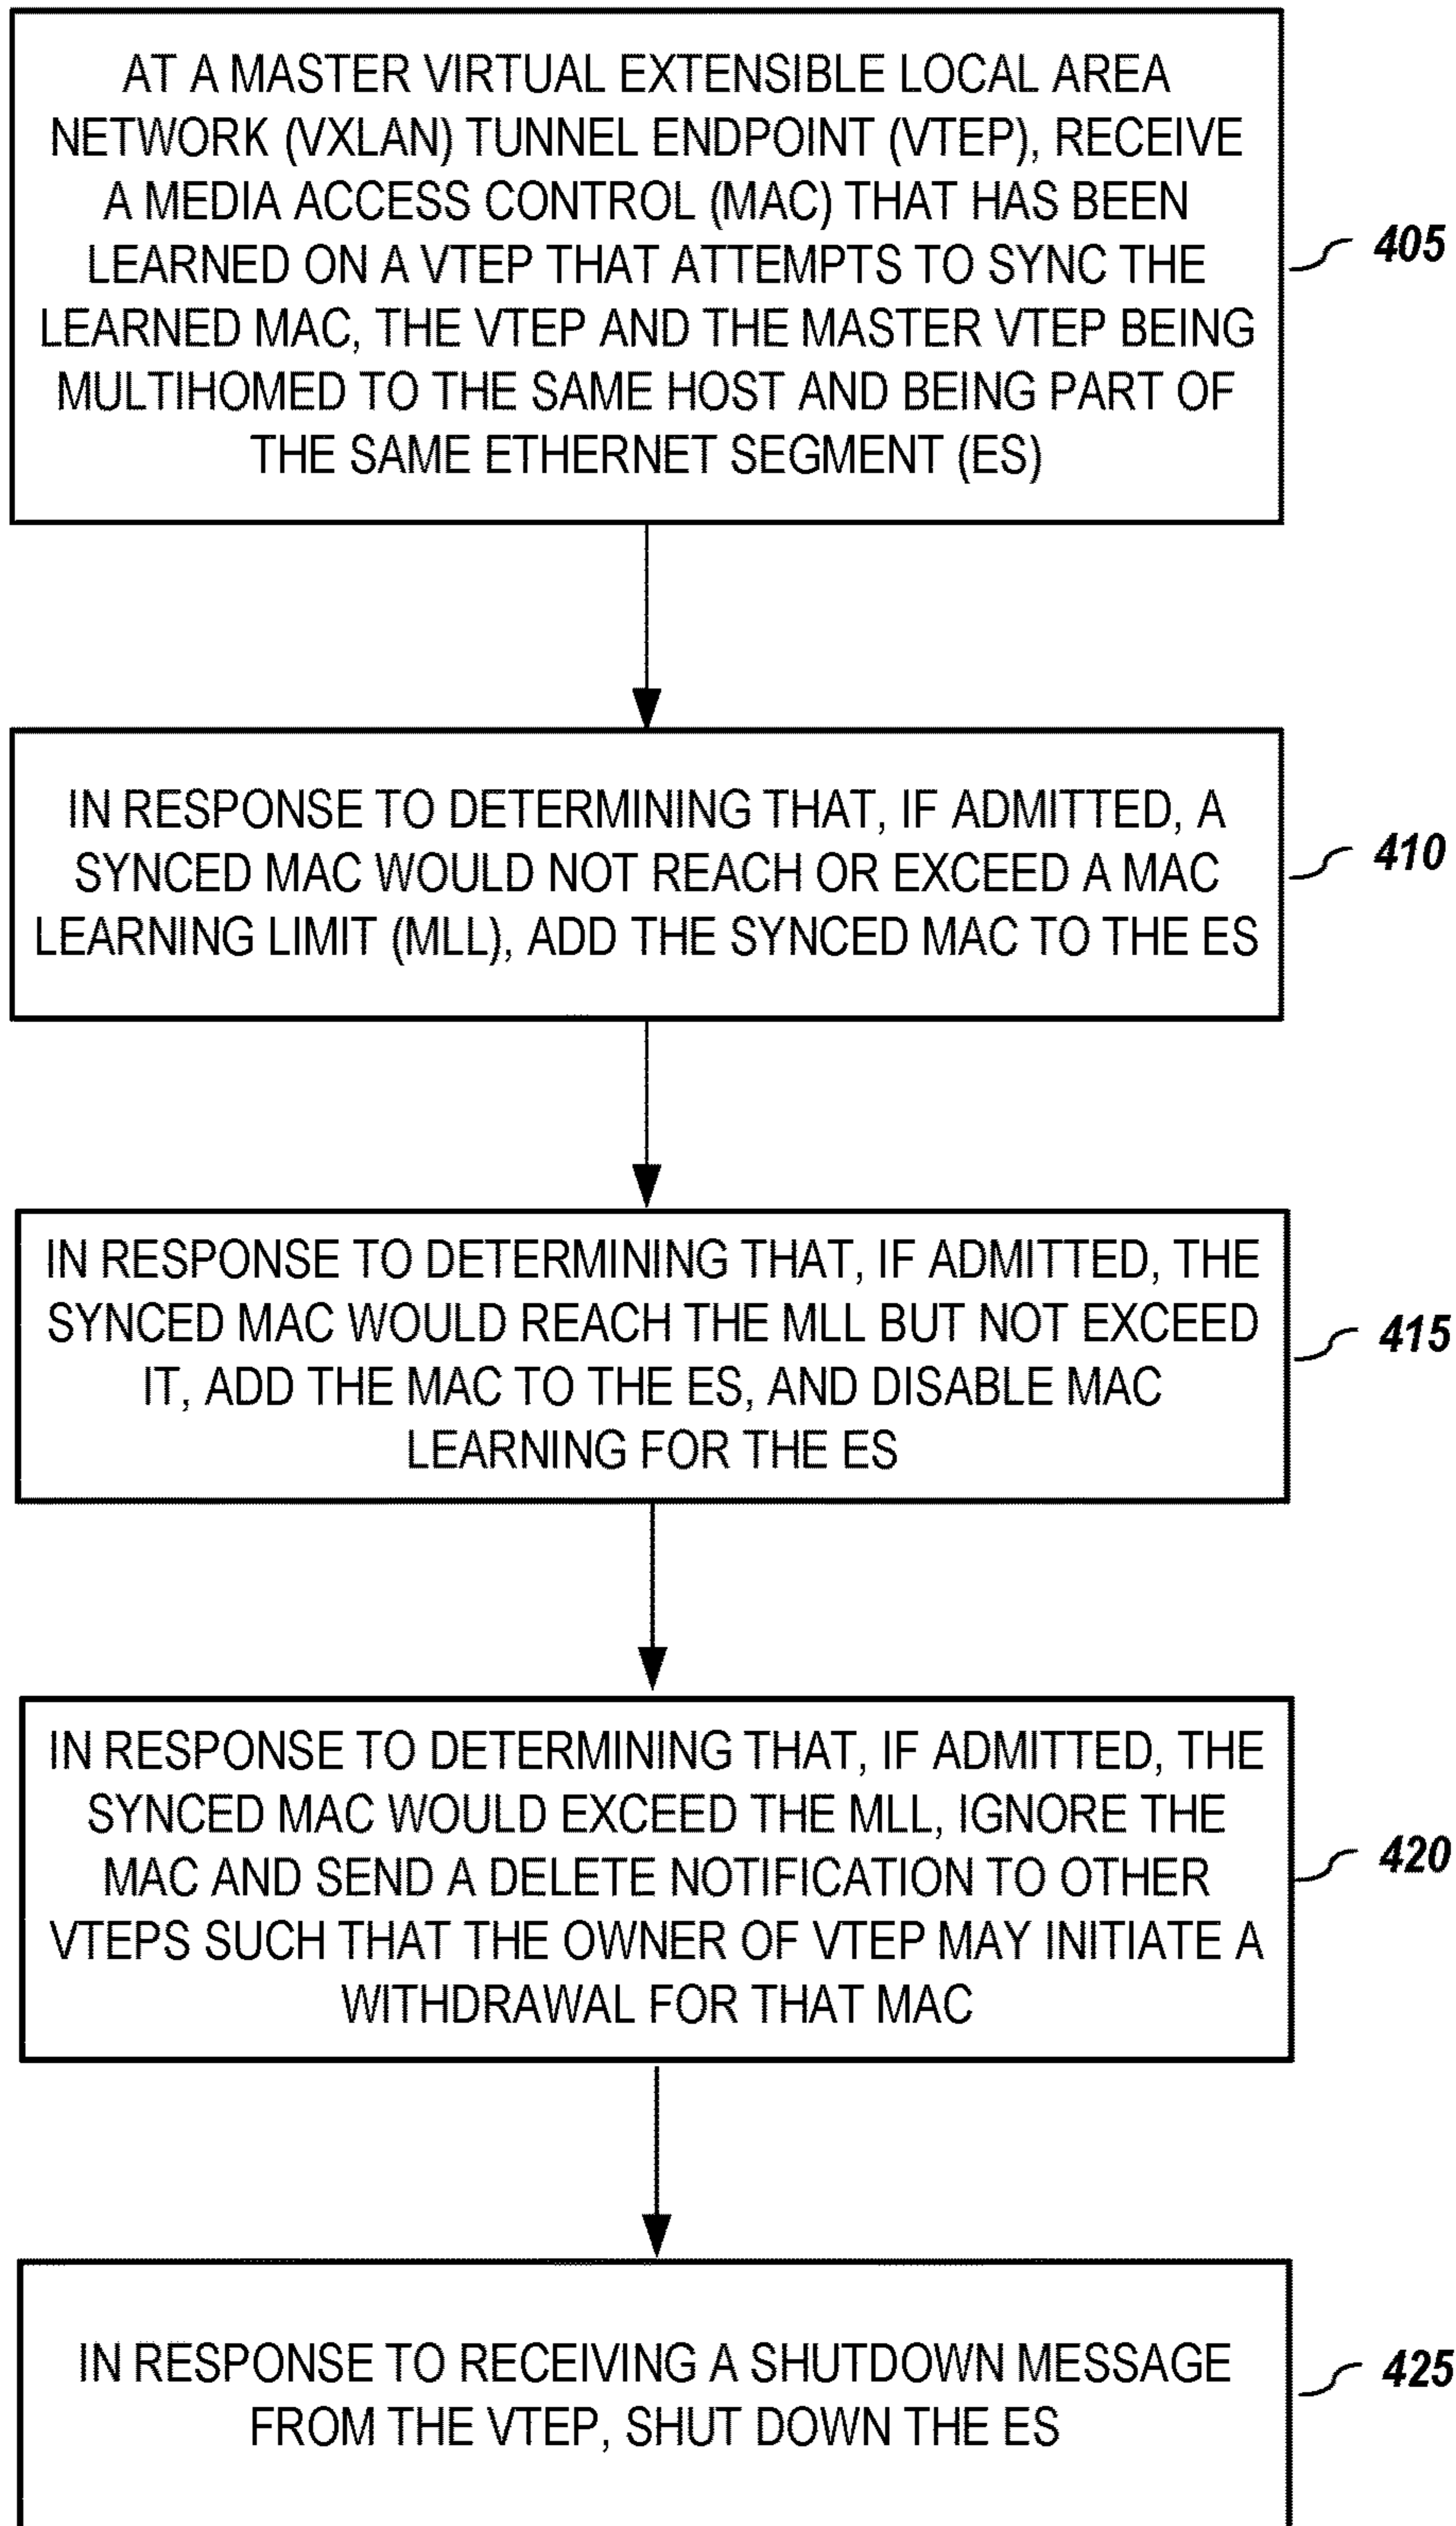 AT A MASTER VIRTUAL EXTENSIBLE LOCAL AREA
NETWORK (VXLAN) TUNNEL ENDPOINT (VTEP), RECEIVE
A MEDIA ACCESS CONTROL (MAC) THAT HAS BEEN
LEARNED ON A VTEP THAT ATTEMPTS TO SYNC THE
LEARNED MAC, THE VTEP AND THE MASTER VTEP BEING
MULTIHOMED TO THE SAME HOST AND BEING PART OF
THE SAME ETHERNET SEGMENT (ES)
405
IN RESPONSE TO DETERMINING THAT, IF ADMITTED, A
SYNCED MAC WOULD NOT REACH OR EXCEED A MAC
LEARNING LIMIT (MLL), ADD THE SYNCED MAC TO THE ES
410
IN RESPONSE TO DETERMINING THAT, IF ADMITTED, THE
SYNCED MAC WOULD REACH THE MLL BUT NOT EXCEED
IT, ADD THE MAC TO THE ES, AND DISABLE MAC
LEARNING FOR THE ES
415
IN RESPONSE TO DETERMINING THAT, IF ADMITTED, THE
SYNCED MAC WOULD EXCEED THE MLL, IGNORE THE
MAC AND SEND A DELETE NOTIFICATION TO OTHER
VTEPS SUCH THAT THE OWNER OF VTEP MAY INITIATE A
WITHDRAWAL FOR THAT MAC
420
IN RESPONSE TO RECEIVING A SHUTDOWN MESSAGE
FROM THE VTEP, SHUT DOWN THE ES
425